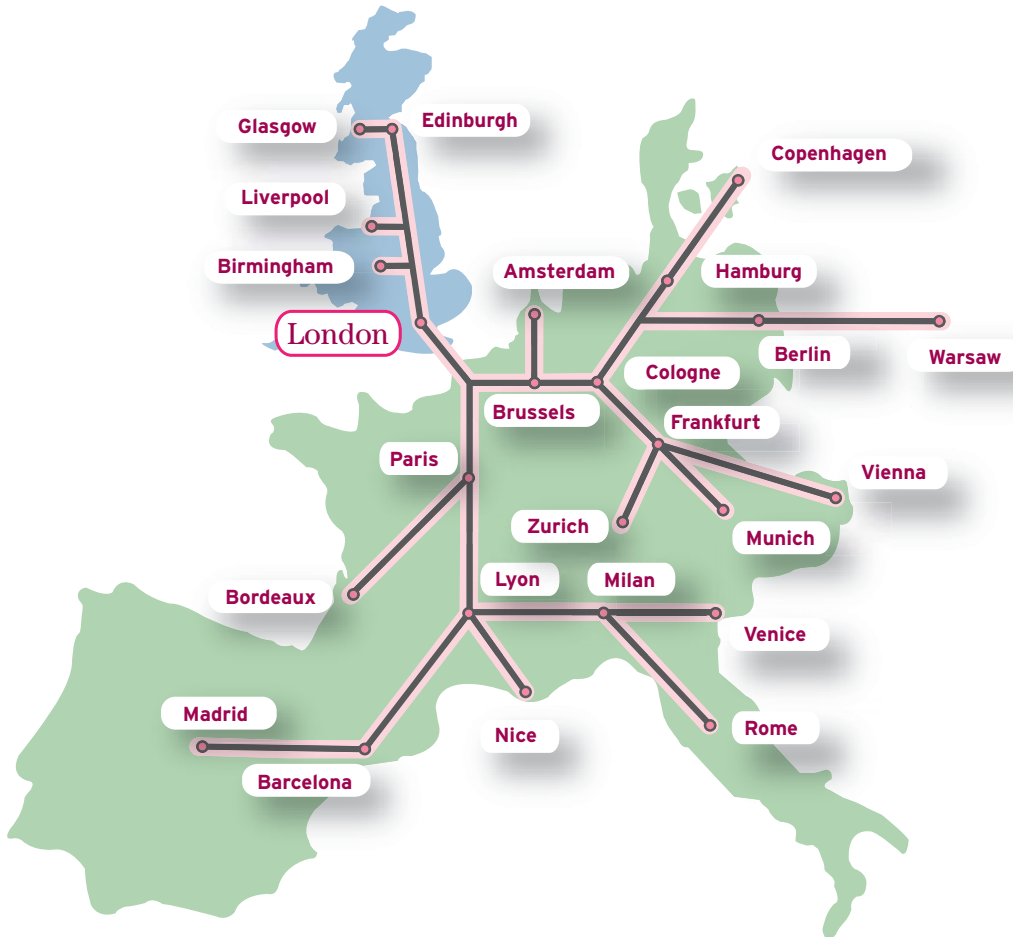 Glasgow
Edinburgh
Copenhagen
Liverpool
Birmingham
Amsterdam
Hamburg
London
Berlin
Warsaw
Cologne
Brussels
Frankfurt
Paris
Vienna
Zurich
Munich
Lyon
Milan
Bordeaux
Venice
Madrid
Nice
Rome
Barcelona